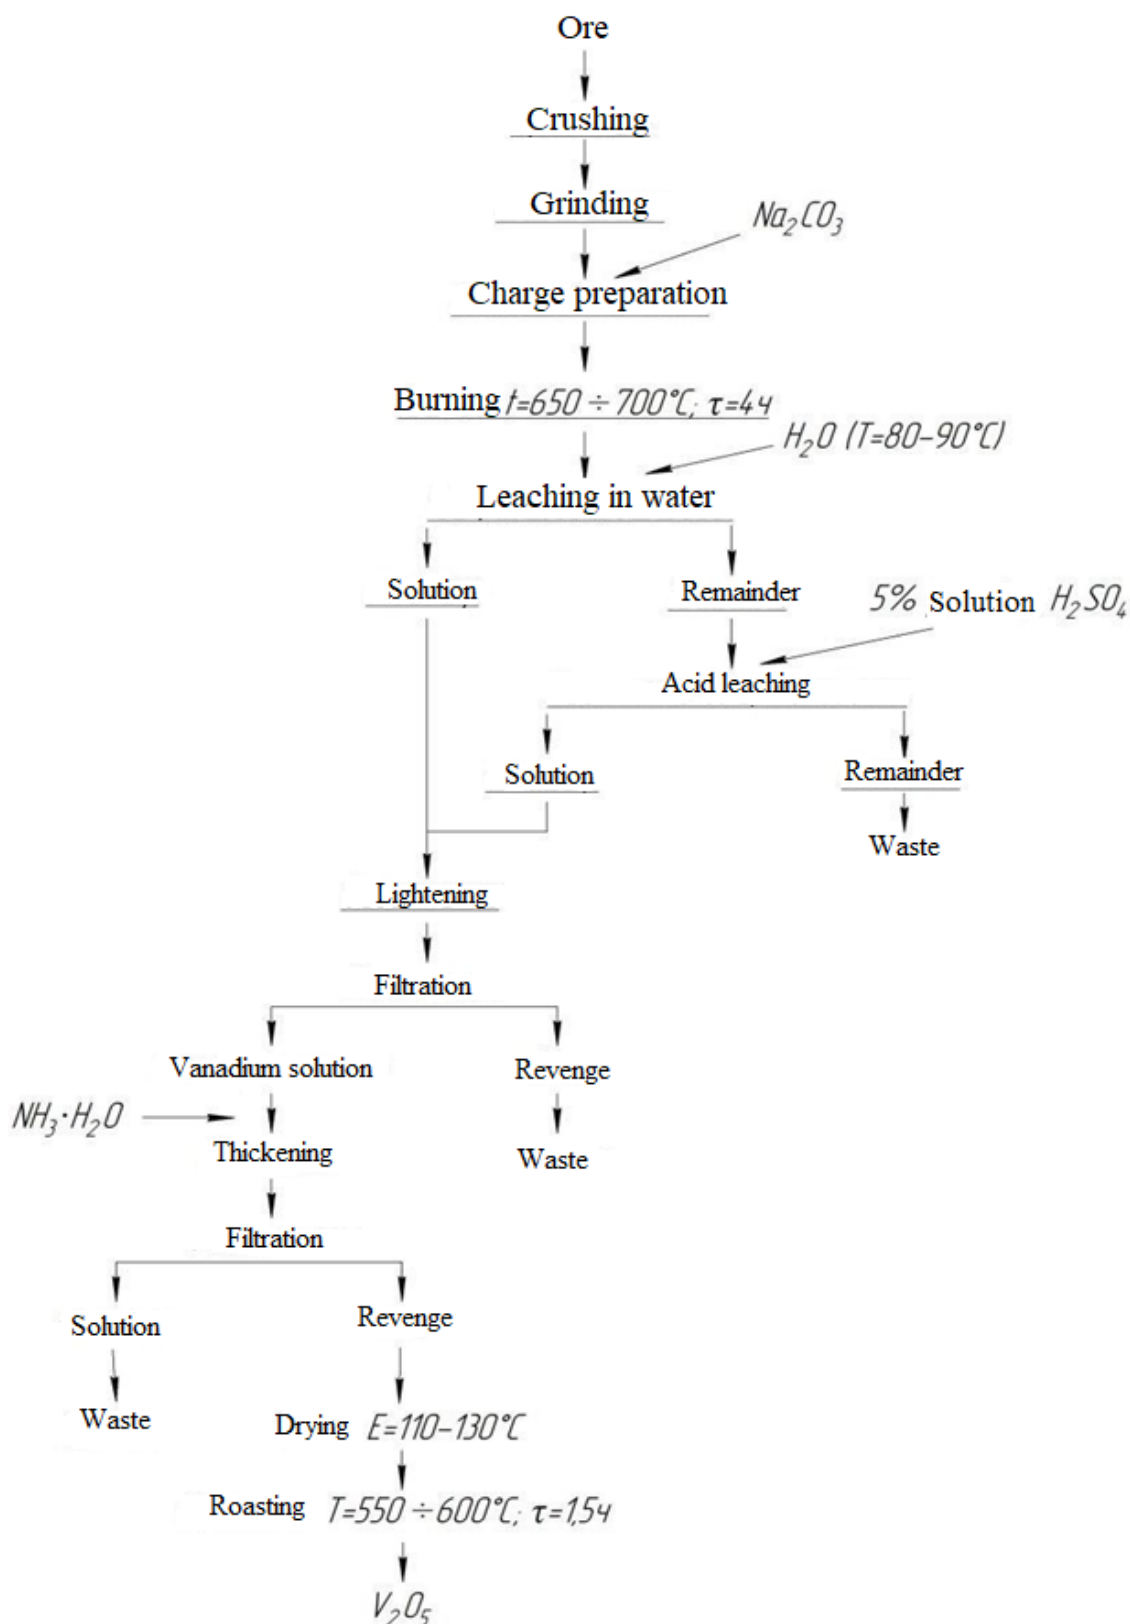 Ore
Crushing
Grinding
Na₂CO₃
Charge preparation
Burning t=650÷700°C; τ=4ч
H₂O (T=80-90°C)
Leaching in water
Solution
Remainder
5% Solution H₂SO₄
Acid leaching
Solution
Remainder
Waste
Lightening
Filtration
Vanadium solution
Revenge
NH₃·H₂O
Thickening
Waste
Filtration
Solution
Revenge
Waste
Drying E=110-130°C
Roasting T=550÷600°C; τ=1,5ч
V₂O₅